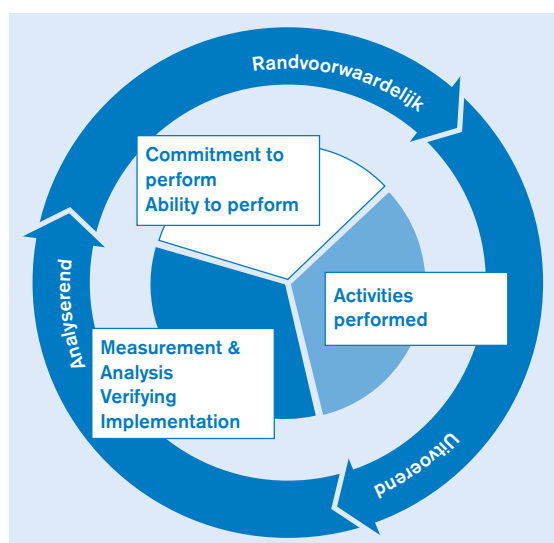 Randvoorwaardelijk
Commitment to
perform
Ability to perform
Activities
performed
Measurement &
Analysis
Verifying
Implementation
Analyserend
Uitvoerend